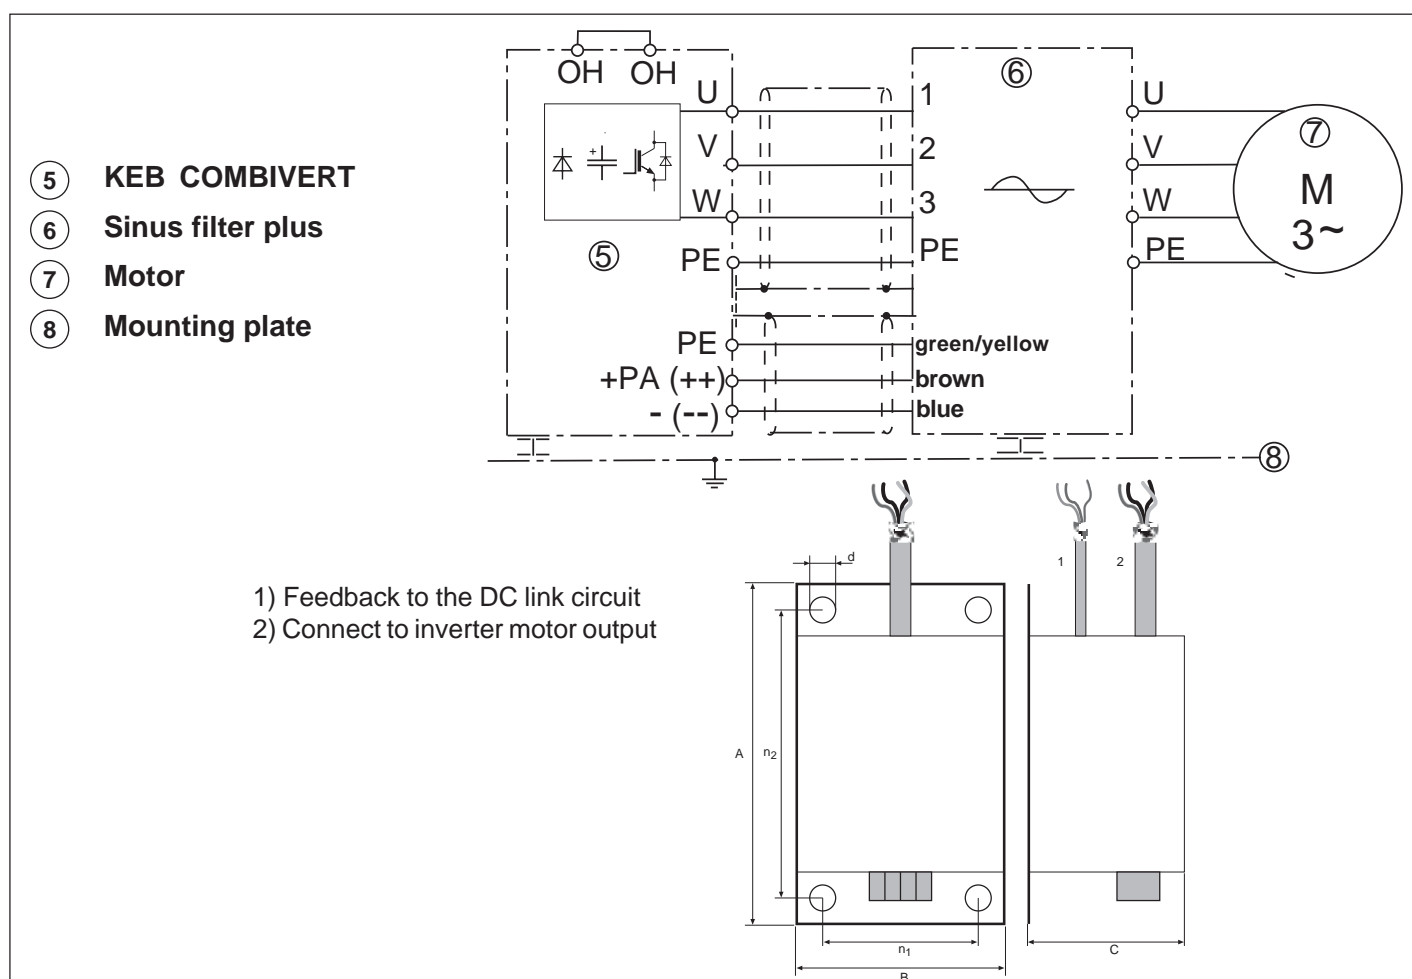 5 KEB COMBIVERT
6 Sinus filter plus
7 Motor
8 Mounting plate
OH OH
U
V
W
5
PE
PE
+PA (++)
- (--)
+
1
2
3
PE
6
green/yellow
brown
blue
U
V
W
PE
7
M
3~
8
1) Feedback to the DC link circuit
2) Connect to inverter motor output
d
1
2
A
n2
n1
B
C